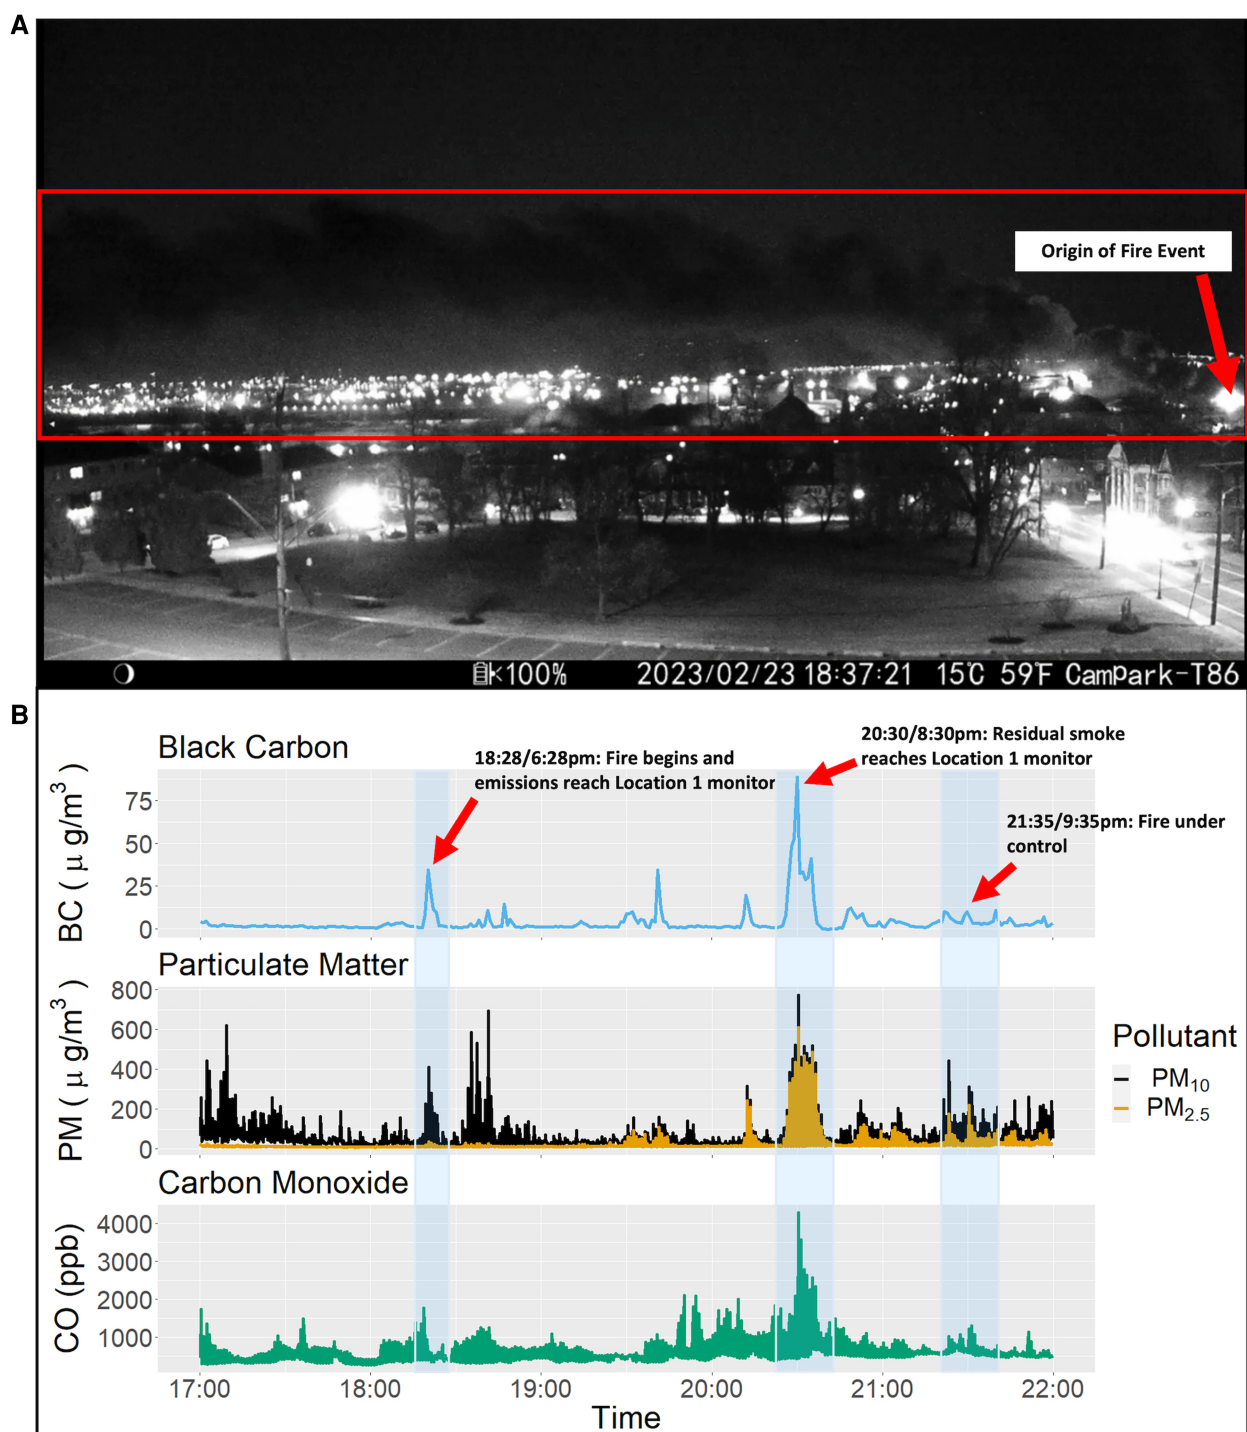 A
Origin of Fire Event
100% 2023/02/23 18:37:21 15°C 59°F CamPark-T86
B
Black Carbon
18:28/6:28pm: Fire begins and
emissions reach Location 1 monitor
20:30/8:30pm: Residual smoke
reaches Location 1 monitor
21:35/9:35pm: Fire under
control
BC ( μ g/m³ )
75
50
25
0
Particulate Matter
PM ( μ g/m³ )
800
600
400
200
0
Pollutant
PM₁₀
PM₂.₅
Carbon Monoxide
CO (ppb)
4000
3000
2000
1000
17:00 18:00 19:00 20:00 21:00 22:00
Time